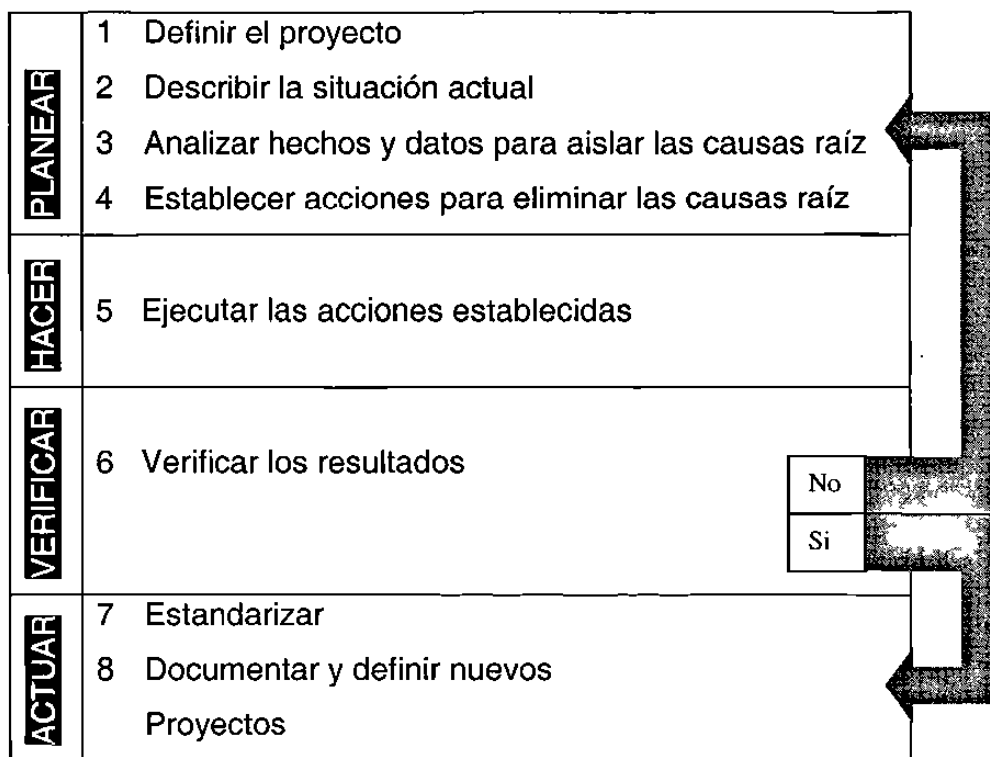 PLANEAR
1 Definir el proyecto
2 Describir la situación actual
3 Analizar hechos y datos para aislar las causas raíz
4 Establecer acciones para eliminar las causas raíz
HACER
5 Ejecutar las acciones establecidas
VERIFICAR
6 Verificar los resultados
No
Si
ACTUAR
7 Estandarizar
8 Documentar y definir nuevos
Proyectos